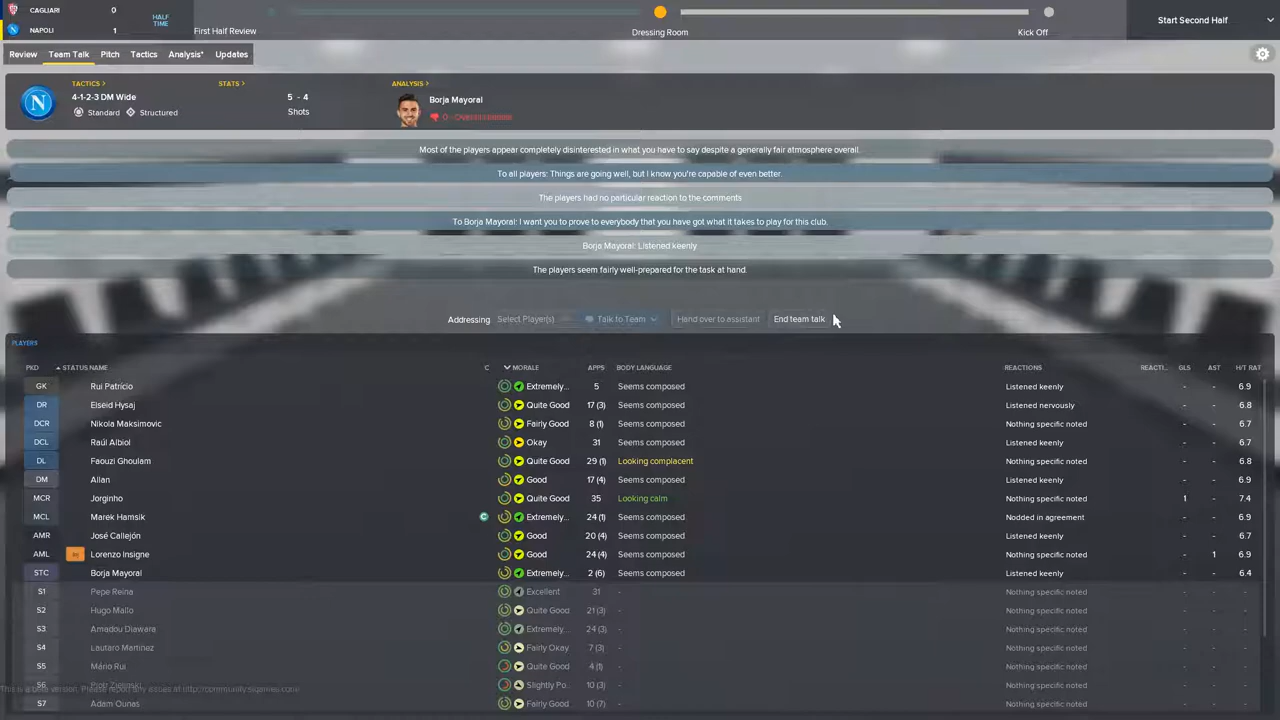 CAGLIARI 0
NAPOLI 1
HALF TIME
First Half Review
Dressing Room
Kick Off
Start Second Half
Review Team Talk Pitch Tactics Analysis* Updates
TACTICS > STATS > ANALYSIS >
4-1-2-3 DM Wide 5 - 4 Borja Mayoral
Standard Structured Shots
Most of the players appear completely disinterested in what you have to say despite a generally fair atmosphere overall.
To all players: Things are going well, but I know you're capable of even better.
The players had no particular reaction to the comments
To Borja Mayoral: I want you to prove to everybody that you have got what it takes to play for this club.
Borja Mayoral: Listened keenly
The players seem fairly well-prepared for the task at hand.
Addressing Select Player(s) Talk to Team Hand over to assistant End team talk
PLAYERS
PKD STATUS NAME C MORALE APPS BODY LANGUAGE REACTIONS REACTI... GLS AST H/T RAT
GK Rui Patrício Extremely... 5 Seems composed Listened keenly - - 6.9
DR Elseid Hysaj Quite Good 17 (3) Seems composed Listened nervously - - 6.8
DCR Nikola Maksimovic Fairly Good 8 (1) Seems composed Nothing specific noted - - 6.7
DCL Raúl Albiol Okay 31 Seems composed Listened keenly - - 6.7
DL Faouzi Ghoulam Quite Good 29 (1) Looking complacent Nothing specific noted - - 6.8
DM Allan Good 17 (4) Seems composed Listened keenly - - 6.9
MCR Jorginho Quite Good 35 Looking calm Nothing specific noted 1 - 7.4
MCL Marek Hamsik C Extremely... 24 (1) Seems composed Nodded in agreement - - 6.9
AMR José Callejón Good 20 (4) Seems composed Listened keenly - - 6.7
AML Lorenzo Insigne Good 24 (4) Seems composed Nothing specific noted - 1 6.9
STC Borja Mayoral Extremely... 2 (6) Seems composed Listened keenly - - 6.4
S1 Pepe Reina Excellent 31 - Nothing specific noted - - -
S2 Hugo Mallo Quite Good 21 (3) - Nothing specific noted - - -
S3 Amadou Diawara Extremely... 24 (3) - Nothing specific noted - - -
S4 Lautaro Martínez Fairly Okay 7 (3) - Nothing specific noted - - -
S5 Mário Rui Quite Good 4 (1) - Nothing specific noted - - -
S6 Piotr Zielinski Slightly Po... 10 (3) - Nothing specific noted - - -
This is a beta version. Please report any issues at http://community.sigames.com/
S7 Adam Ounas Fairly Good 10 (7) - Nothing specific noted - - -